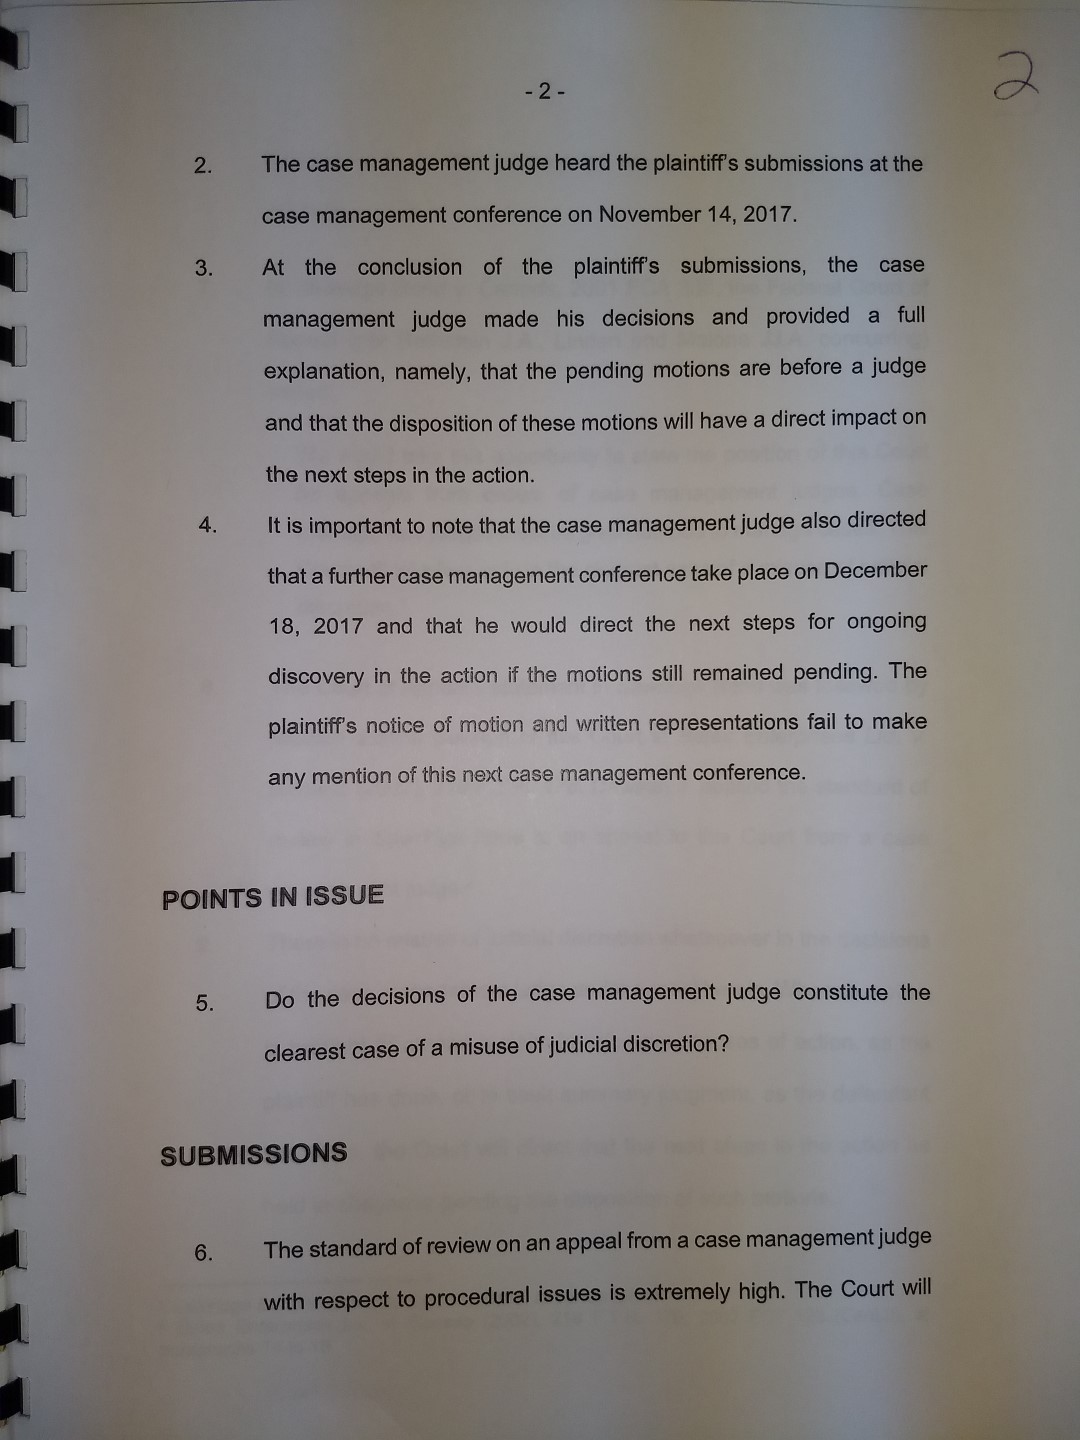 - 2 -
2
2. The case management judge heard the plaintiff's submissions at the
case management conference on November 14, 2017.
3. At the conclusion of the plaintiff's submissions, the case
management judge made his decisions and provided a full
explanation, namely, that the pending motions are before a judge
and that the disposition of these motions will have a direct impact on
the next steps in the action.
4. It is important to note that the case management judge also directed
that a further case management conference take place on December
18, 2017 and that he would direct the next steps for ongoing
discovery in the action if the motions still remained pending. The
plaintiff's notice of motion and written representations fail to make
any mention of this next case management conference.
POINTS IN ISSUE
5. Do the decisions of the case management judge constitute the
clearest case of a misuse of judicial discretion?
SUBMISSIONS
6. The standard of review on an appeal from a case management judge
with respect to procedural issues is extremely high. The Court will